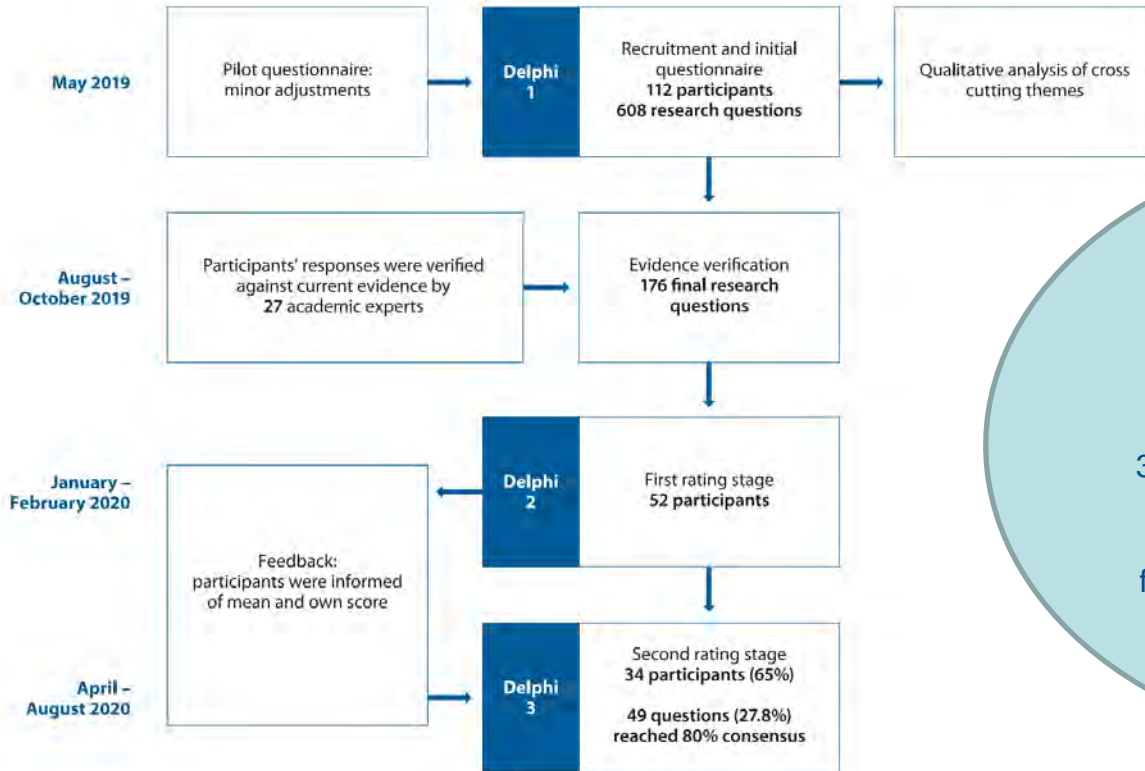 May 2019
Pilot questionnaire:
minor adjustments
Delphi
1
Recruitment and initial
questionnaire
112 participants
608 research questions
Qualitative analysis of cross
cutting themes
August –
October 2019
Participants' responses were verified
against current evidence by
27 academic experts
Evidence verification
176 final research
questions
January –
February 2020
Delphi
2
First rating stage
52 participants
Feedback:
participants were informed
of mean and own score
April –
August 2020
Delphi
3
Second rating stage
34 participants (65%)
49 questions (27.8%)
reached 80% consensus
3
f